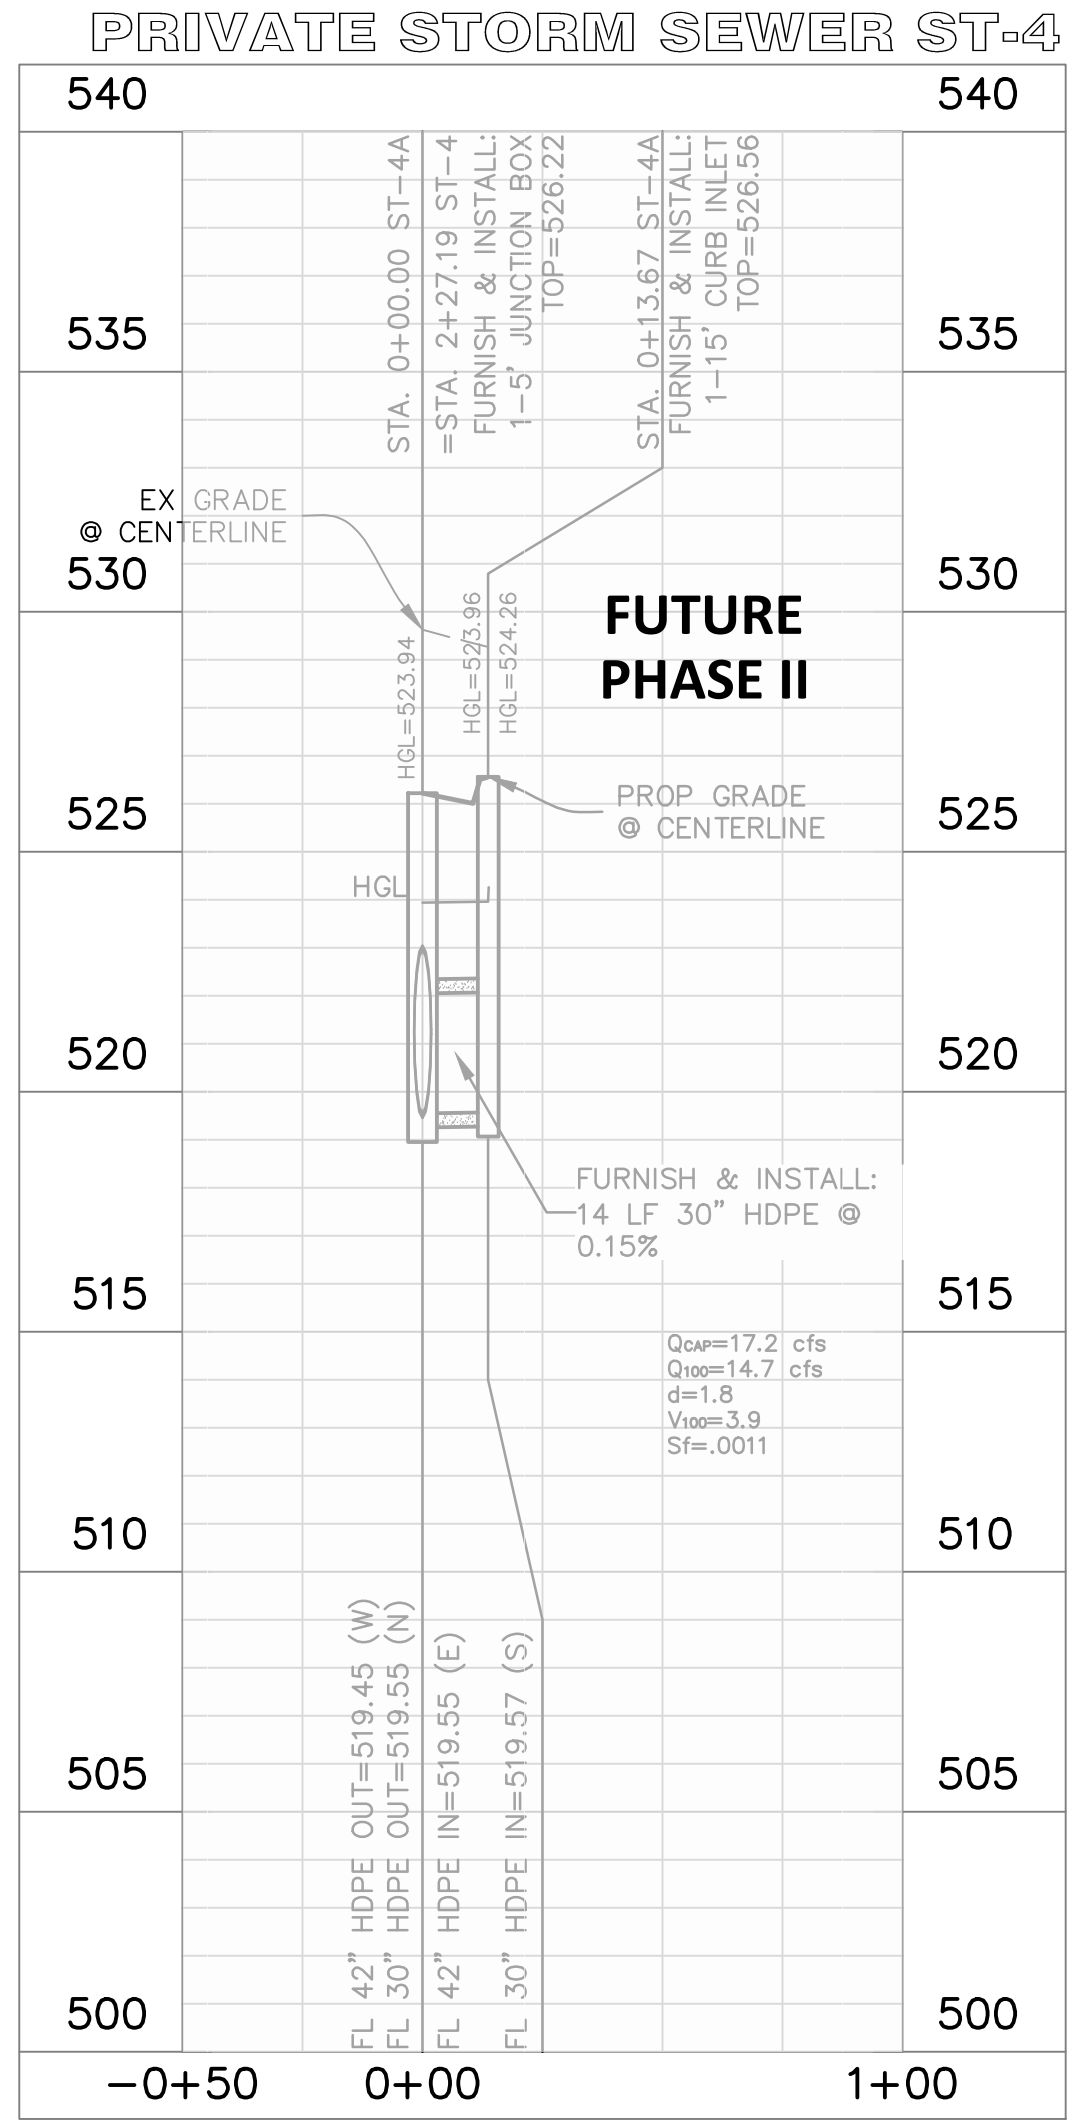 PRIVATE STORM SEWER ST-4
540
540
STA. 0+00.00 ST-4A
=STA. 2+27.19 ST-4
FURNISH & INSTALL:
1-5' JUNCTION BOX
TOP=526.22
STA. 0+13.67 ST-4A
FURNISH & INSTALL:
1-15' CURB INLET
TOP=526.56
535
535
EX GRADE
@ CENTERLINE
530
530
FUTURE
PHASE II
HGL=523.94
HGL=523.96
HGL=524.26
PROP GRADE
@ CENTERLINE
525
525
HGL
520
520
FURNISH & INSTALL:
14 LF 30" HDPE @
0.15%
515
515
QCAP=17.2 cfs
Q100=14.7 cfs
d=1.8
V100=3.9
Sf=.0011
510
510
FL 42" HDPE OUT=519.45 (W)
FL 30" HDPE OUT=519.55 (N)
FL 42" HDPE IN=519.55 (E)
FL 30" HDPE IN=519.57 (S)
505
505
500
500
-0+50
0+00
1+00